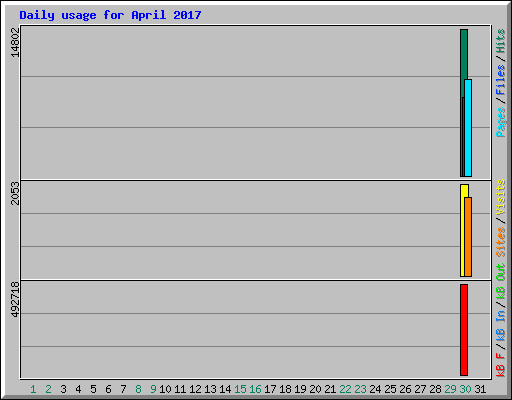 Daily usage for April 2017
14802
2053
492718
Pages/Files/Hits
Sites/Visits
kB F/kB In/kB Out
1 2 3 4 5 6 7 8 9 10 11 12 13 14 15 16 17 18 19 20 21 22 23 24 25 26 27 28 29 30 31